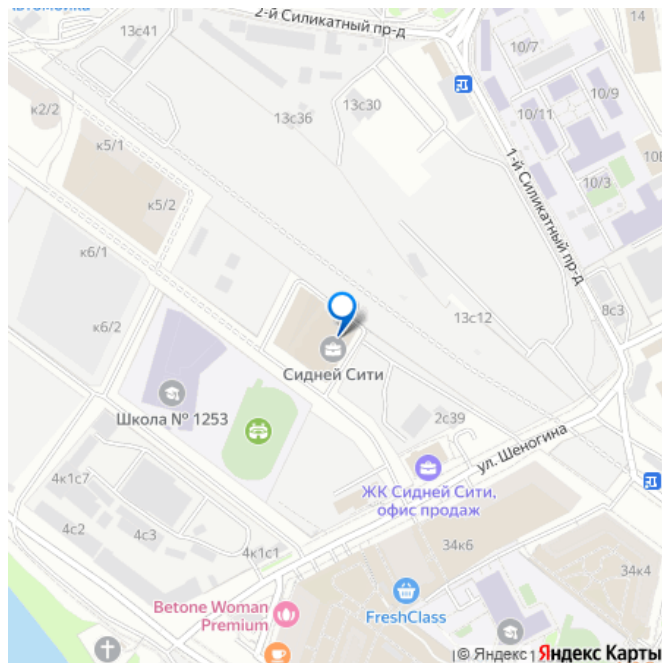 Автомойка
2-й Силикатный пр-д
13с41
14
10/7
к2/2
13с36
13с30
10/9
10/11
к5/1
10/3
к5/2
1-й Силикатный пр-д
к6/1
13с12
8с3
к6/2
Сидней Сити
Школа № 1253
2с39
ул. Шеногина
4к1с7
ЖК Сидней Сити,
офис продаж
4с2
4с3
4к1с1
34к6
34к4
Betone Woman
Premium
FreshClass
© Яндекс
Яндекс Карты